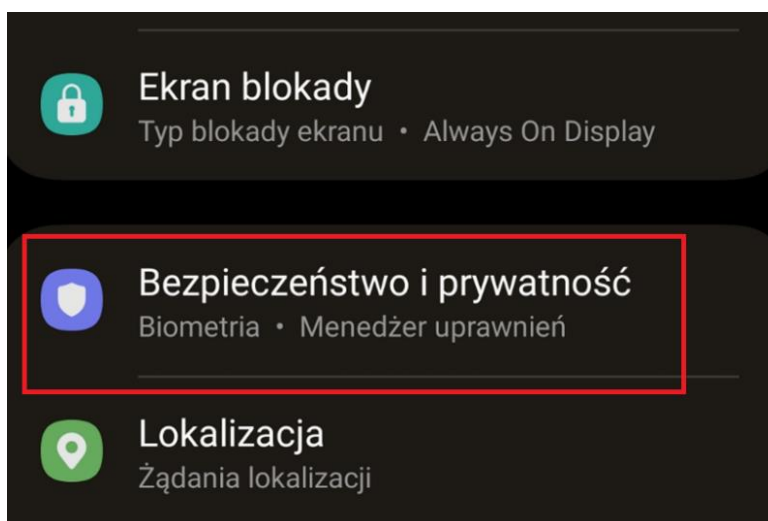 Ekran blokady
Typ blokady ekranu • Always On Display
Bezpieczeństwo i prywatność
Biometria • Menedżer uprawnień
Lokalizacja
Żądania lokalizacji